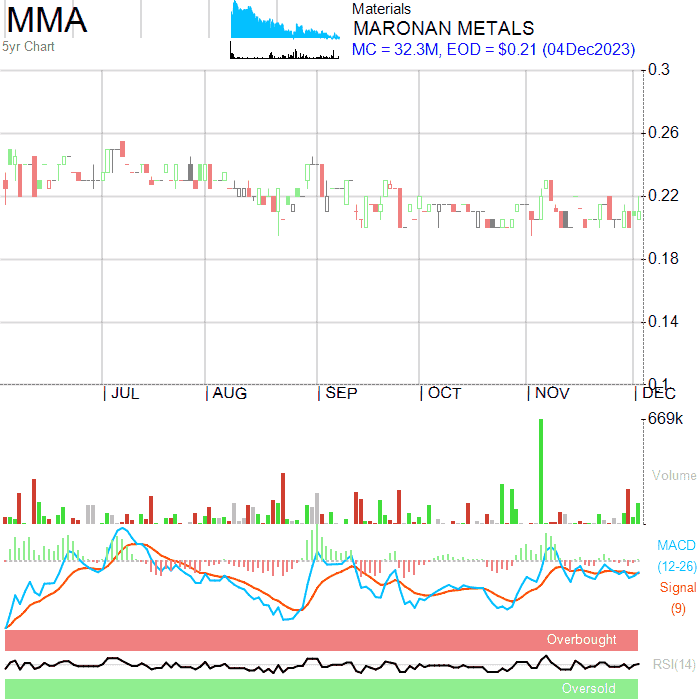 MMA
5yr Chart
Materials
MARONAN METALS
MC = 32.3M, EOD = $0.21 (04Dec2023)
0.3
0.26
0.22
0.18
0.14
0.1
JUL
AUG
SEP
OCT
NOV
DEC
669k
Volume
MACD
(12-26)
Signal
(9)
Overbought
RSI(14)
Oversold